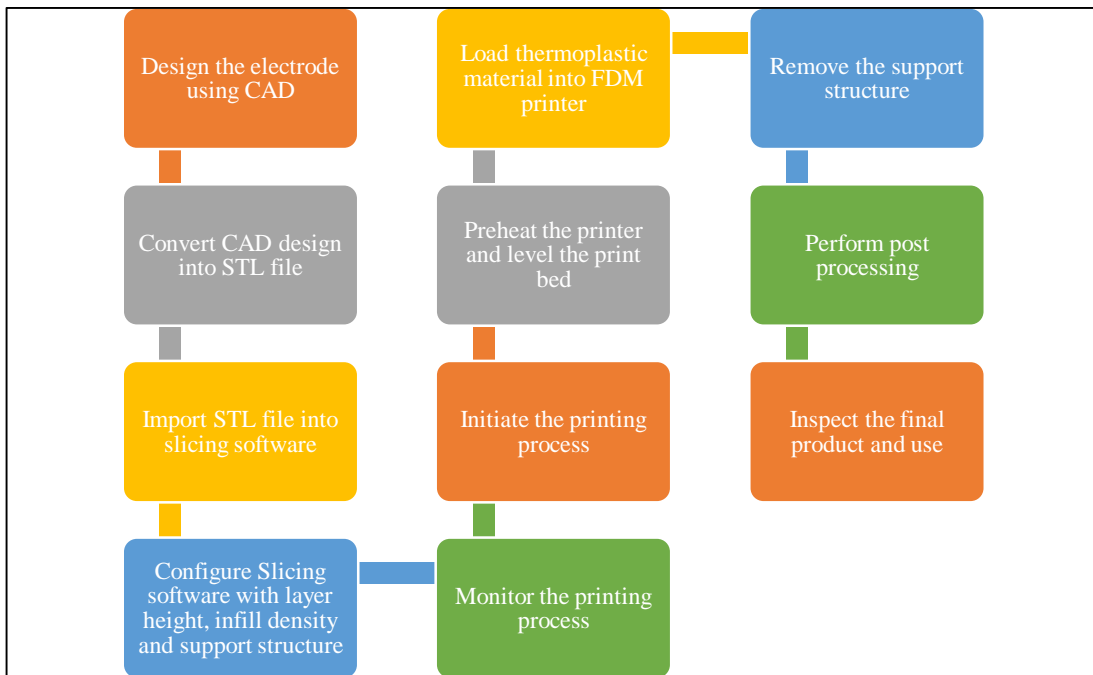 Design the electrode
using CAD
Convert CAD design
into STL file
Import STL file into
slicing software
Configure Slicing
software with layer
height, infill density
and support structure
Load thermoplastic
material into FDM
printer
Preheat the printer
and level the print
bed
Initiate the printing
process
Monitor the printing
process
Remove the support
structure
Perform post
processing
Inspect the final
product and use